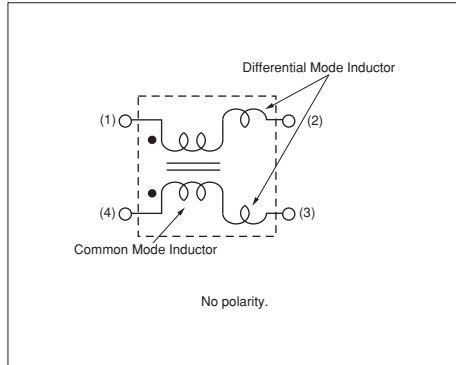 Differential Mode Inductor
(1)
(2)
(4)
(3)
Common Mode Inductor
No polarity.